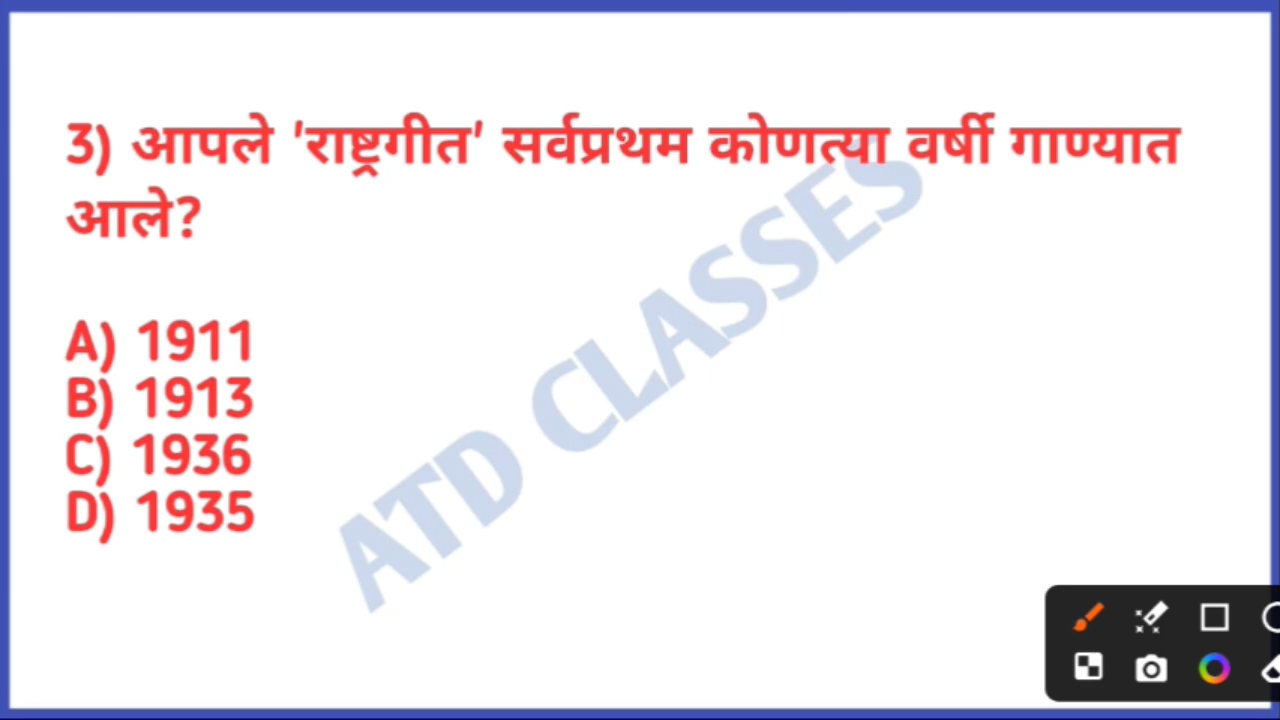 3) आपले 'राष्ट्रगीत' सर्वप्रथम कोणत्या वर्षी गाण्यात
आले?
A) 1911
B) 1913
C) 1936
D) 1935
ATD CLASSES